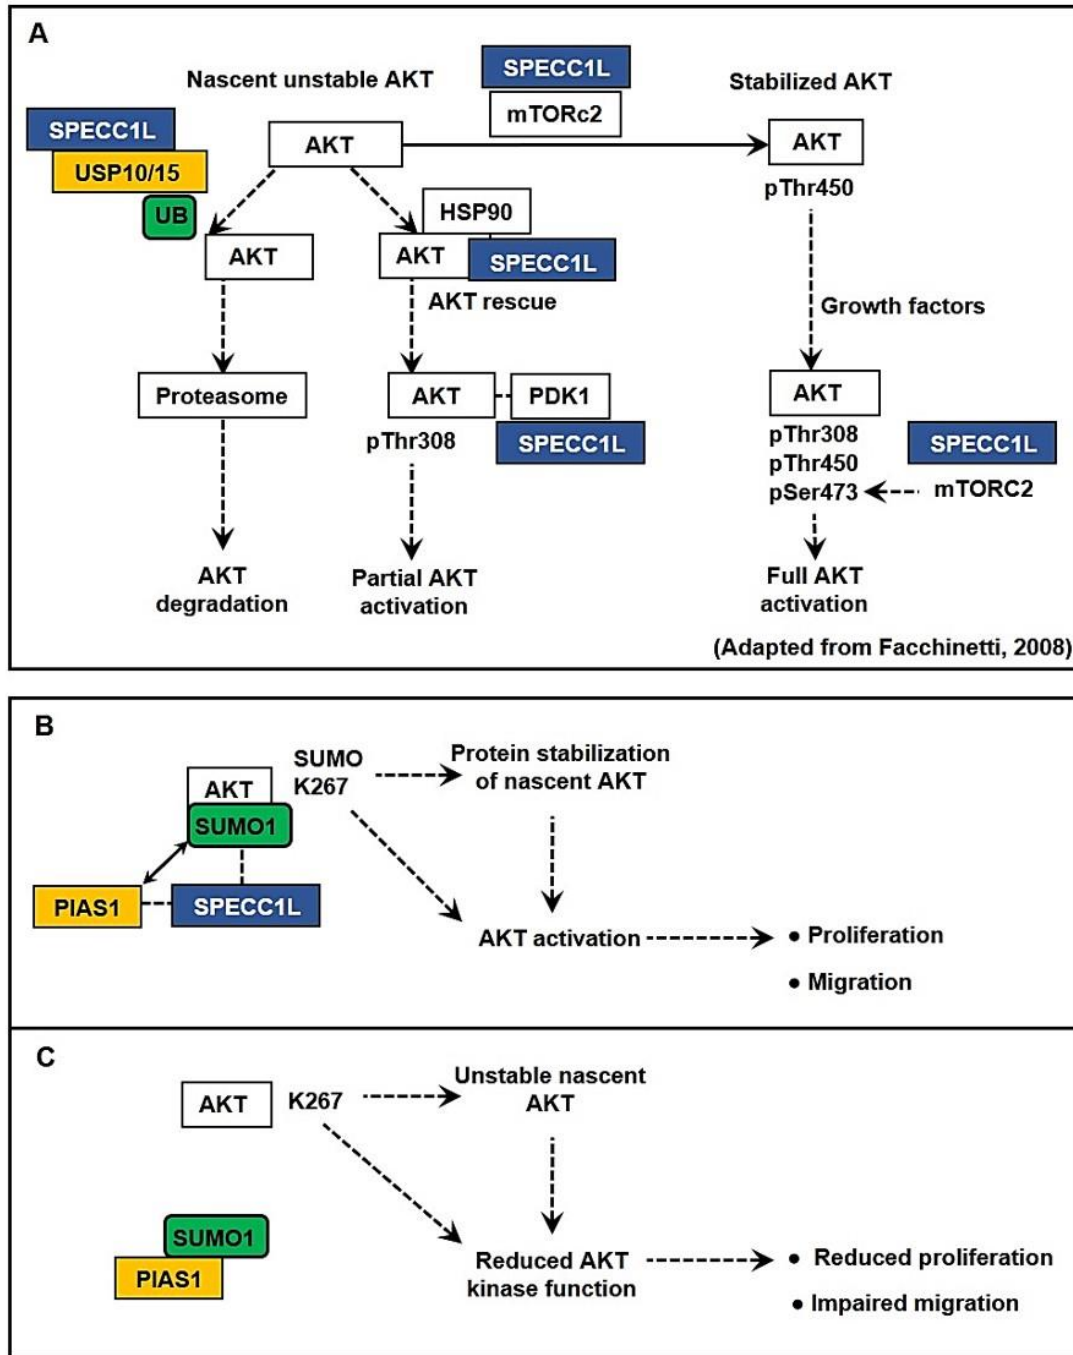 A
Nascent unstable AKT
SPECC1L
mTORc2
Stabilized AKT
SPECC1L
USP10/15
UB
AKT
AKT
pThr450
HSP90
AKT
AKT
SPECC1L
AKT rescue
Growth factors
Proteasome
AKT
PDK1
pThr308
SPECC1L
AKT
pThr308
pThr450
pSer473
SPECC1L
mTORC2
AKT
degradation
Partial AKT
activation
Full AKT
activation
(Adapted from Facchinetti, 2008)
B
AKT
SUMO1
SUMO
K267
Protein stabilization
of nascent AKT
PIAS1
SPECC1L
AKT activation
● Proliferation
● Migration
C
AKT
K267
Unstable nascent
AKT
SUMO1
PIAS1
Reduced AKT
kinase function
● Reduced proliferation
● Impaired migration